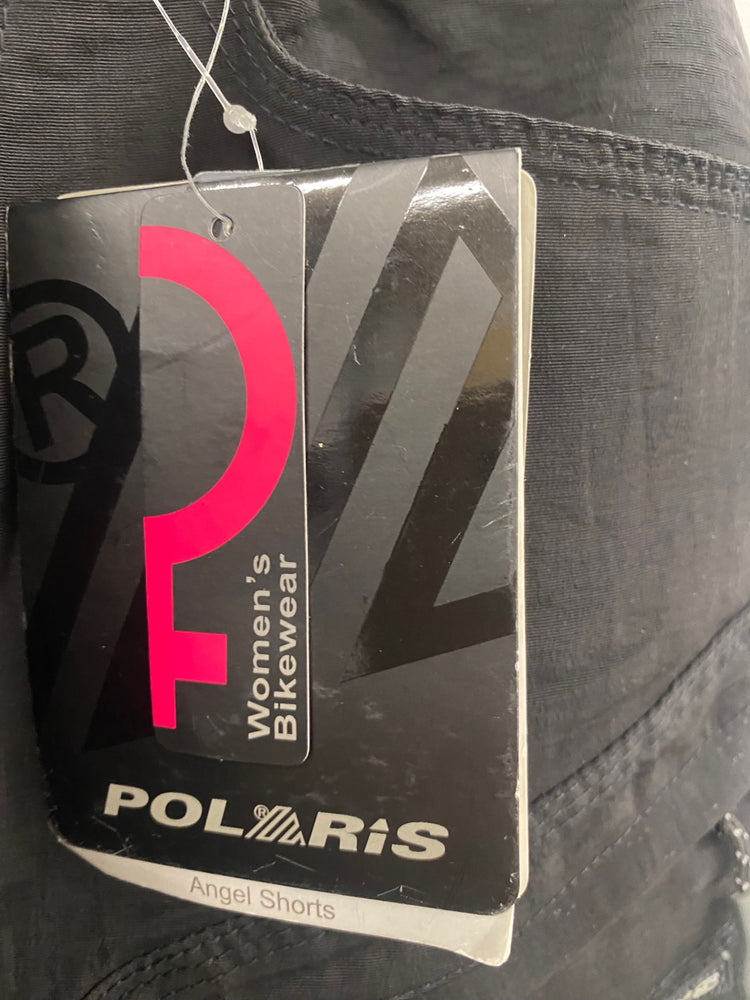 ®
Women's
Bikewear
POLARiS
®
Angel Shorts